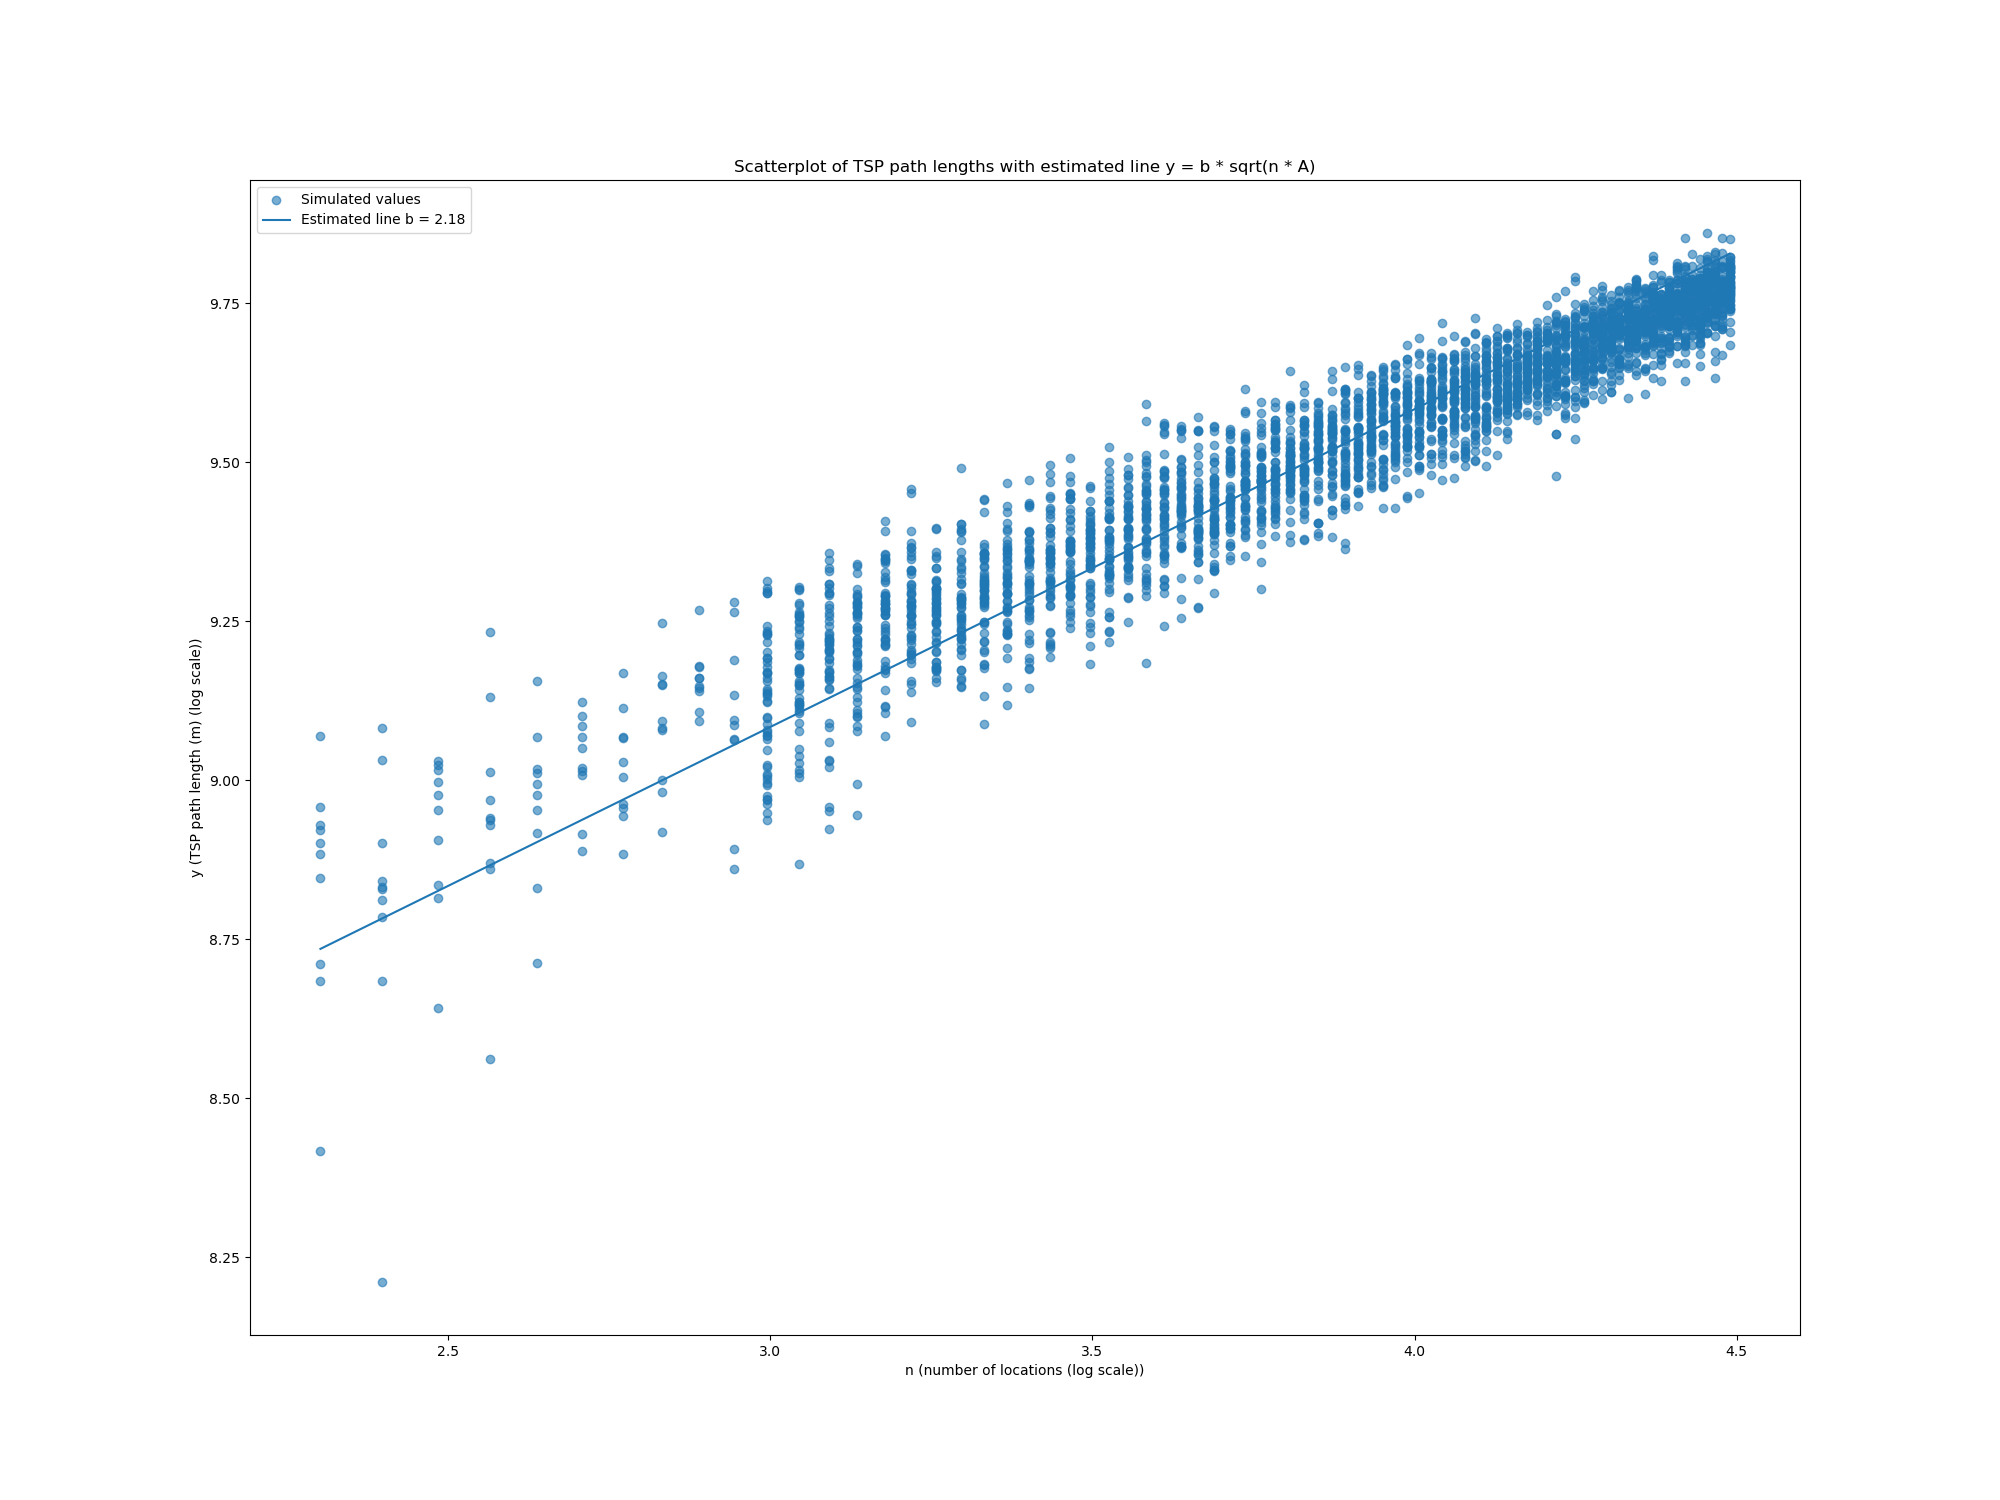 Scatterplot of TSP path lengths with estimated line y = b * sqrt(n * A)
Simulated values
Estimated line b = 2.18
9.75
9.50
9.25
9.00
8.75
8.50
8.25
y (TSP path length (m) (log scale))
2.5 3.0 3.5 4.0 4.5
n (number of locations (log scale))